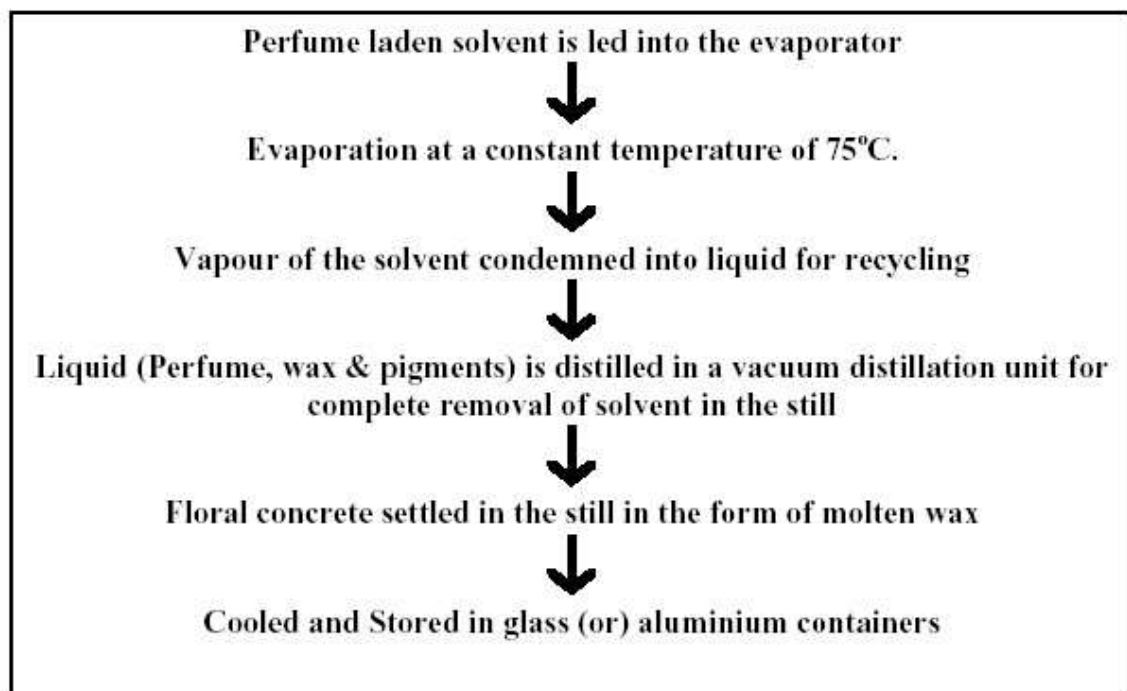 Perfume laden solvent is led into the evaporator
Evaporation at a constant temperature of 75°C.
Vapour of the solvent condemned into liquid for recycling
Liquid (Perfume, wax & pigments) is distilled in a vacuum distillation unit for
complete removal of solvent in the still
Floral concrete settled in the still in the form of molten wax
Cooled and Stored in glass (or) aluminium containers